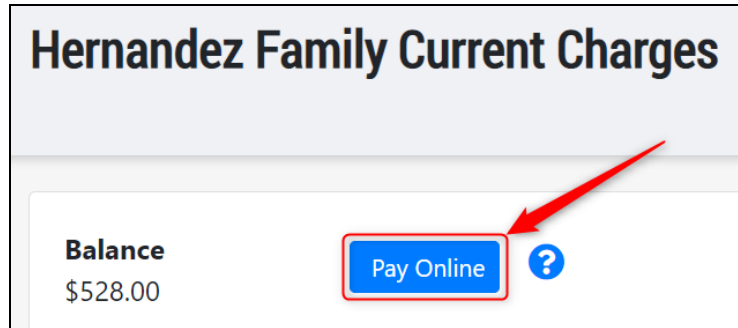 Hernandez Family Current Charges
Balance
$528.00
Pay Online
?